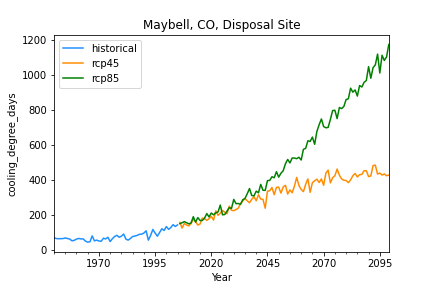 Maybell, CO, Disposal Site
historical
rcp45
rcp85
cooling_degree_days
1200
1000
800
600
400
200
0
1970
1995
2020
2045
2070
2095
Year